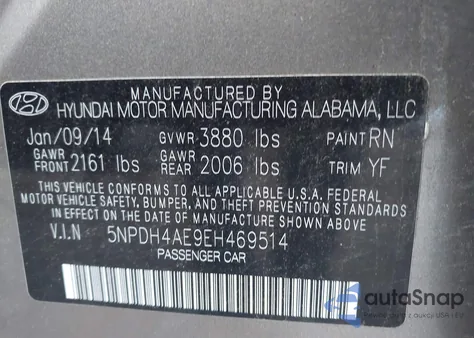 MANUFACTURED BY
HYUNDAI MOTOR MANUFACTURING ALABAMA, LLC
Jan/09/14 GVWR 3880 lbs PAINT RN
GAWR FRONT 2161 lbs GAWR REAR 2006 lbs TRIM YF
THIS VEHICLE CONFORMS TO ALL APPLICABLE U.S.A. FEDERAL
MOTOR VEHICLE SAFETY, BUMPER, AND THEFT PREVENTION STANDARDS
IN EFFECT ON THE DATE OF MANUFACTURE SHOWN ABOVE.
V.I.N 5NPDH4AE9EH469514
PASSENGER CAR
autoSnap